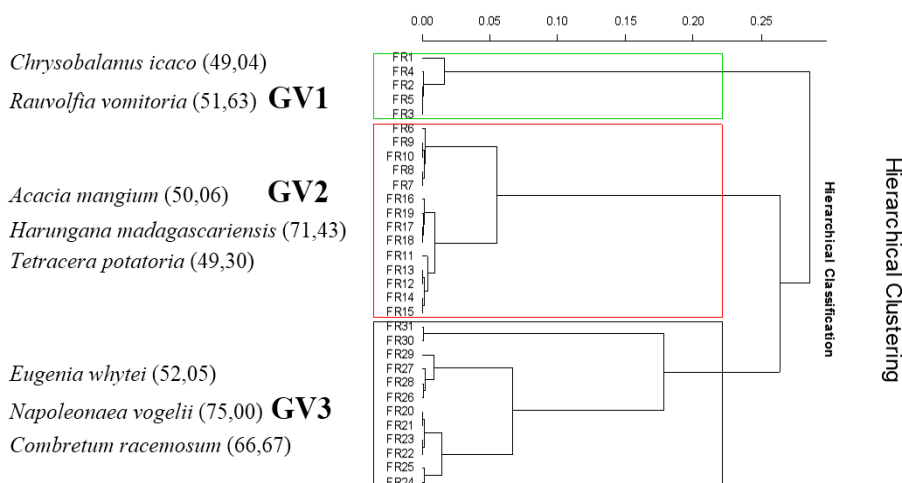 0.00 0.05 0.10 0.15 0.20 0.25
Chrysobalanus icaco (49,04)
Rauvolfia vomitoria (51,63) GV1
Acacia mangium (50,06) GV2
Harungana madagascariensis (71,43)
Tetracera potatoria (49,30)
Eugenia whytei (52,05)
Napoleonaea vogelii (75,00) GV3
Combretum racemosum (66,67)
FR1
FR4
FR2
FR5
FR3
FR6
FR9
FR10
FR8
FR7
FR16
FR19
FR17
FR18
FR11
FR13
FR12
FR14
FR15
FR31
FR30
FR29
FR27
FR28
FR26
FR20
FR21
FR23
FR22
FR25
FR24
Hierarchical Classification
Hierarchical Clustering